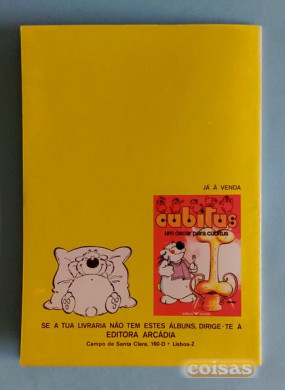 JÁ À VENDA
cubitus
um óscar para cubitus
SE A TUA LIVRARIA NÃO TEM ESTES ÁLBUNS, DIRIGE-TE À
EDITORA ARCÁDIA
Campo de Santa Clara, 160-D • Lisboa-2
coisas